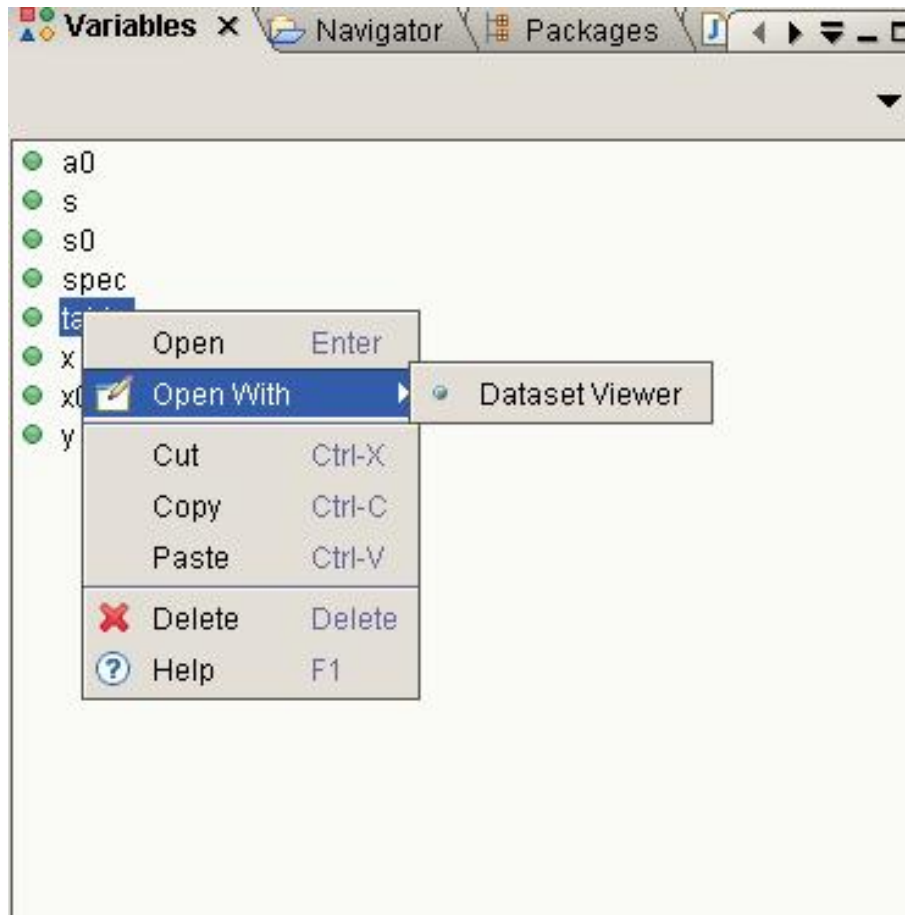 Variables Navigator Packages J
a0
s
s0
spec
x
y
Open Enter
Open With Dataset Viewer
Cut Ctrl-X
Copy Ctrl-C
Paste Ctrl-V
Delete Delete
Help F1